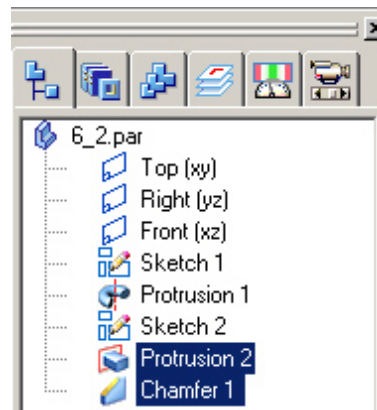 6_2.par
Top (xy)
Right (yz)
Front (xz)
Sketch 1
Protrusion 1
Sketch 2
Protrusion 2
Chamfer 1